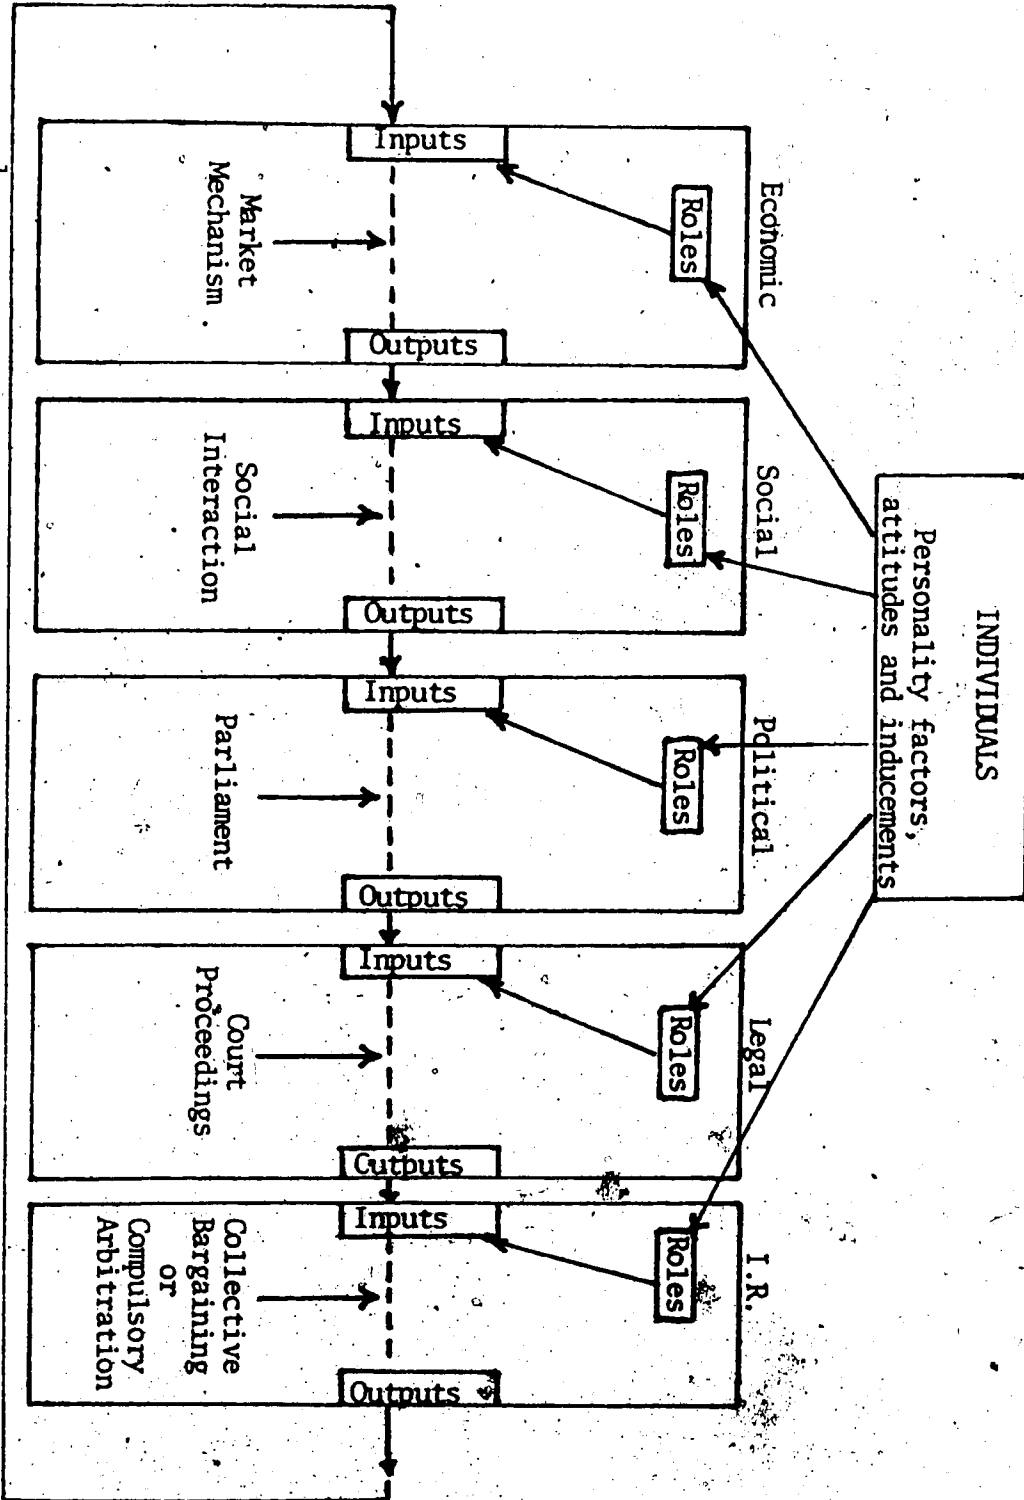 INDIVIDUALS
Personality factors,
attitudes and inducements
Economic
Roles
Inputs
Market
Mechanism
Outputs
Social
Roles
Inputs
Social
Interaction
Outputs
Political
Roles
Inputs
Parliament
Outputs
Legal
Roles
Inputs
Court
Proceedings
Cutputs
I.R.
Roles
Inputs
Collective
Bargaining
or
Compulsory
Arbitration
Outputs